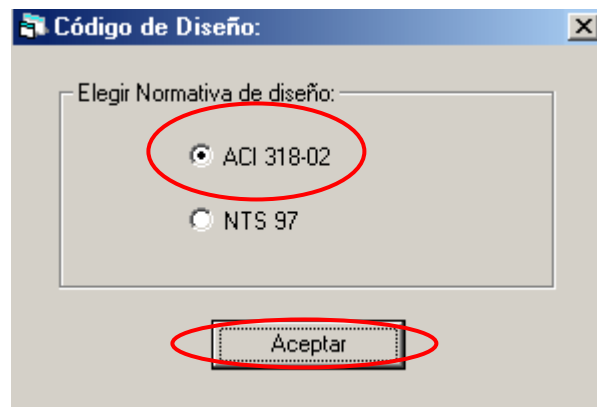 Código de Diseño:
Elegir Normativa de diseño:
ACI 318-02
NTS 97
Aceptar